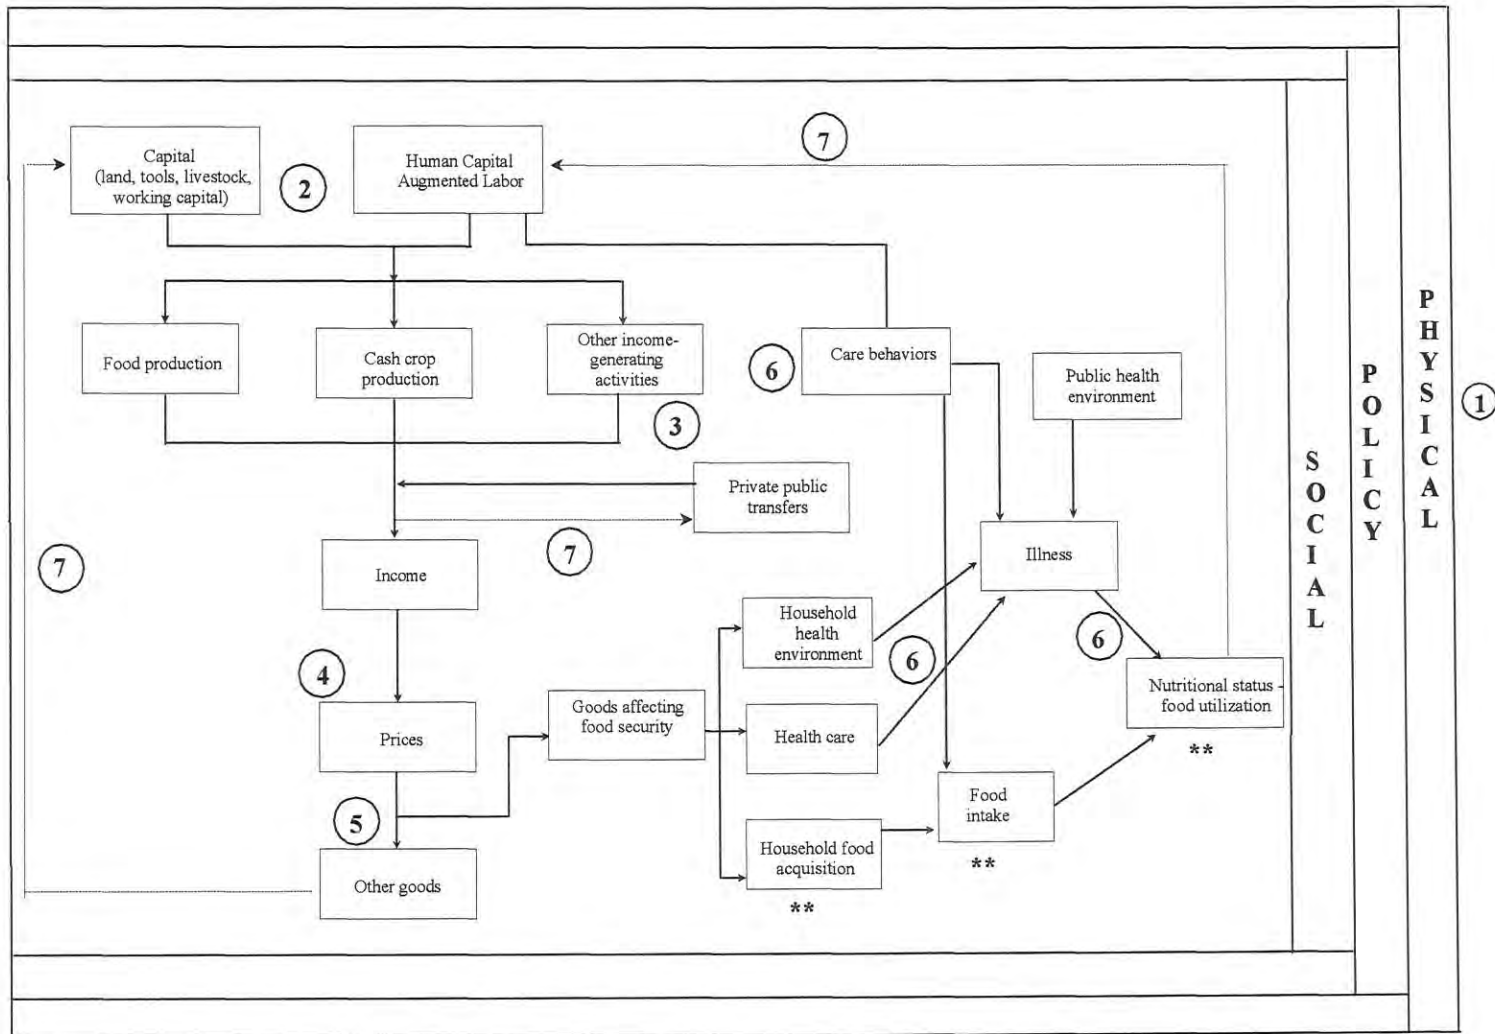 7
Capital
(land, tools, livestock,
working capital)
2
Human Capital
Augmented Labor
Food production
Cash crop
production
Other income-
generating
activities
3
6
Care behaviors
Public health
environment
Private public
transfers
7
7
Income
Illness
Household
health
environment
6
6
4
Prices
Goods affecting
food security
Health care
Nutritional status -
food utilization
**
5
Food
intake
**
Household food
acquisition
**
Other goods
SOCIAL
POLICY
PHYSICAL
1